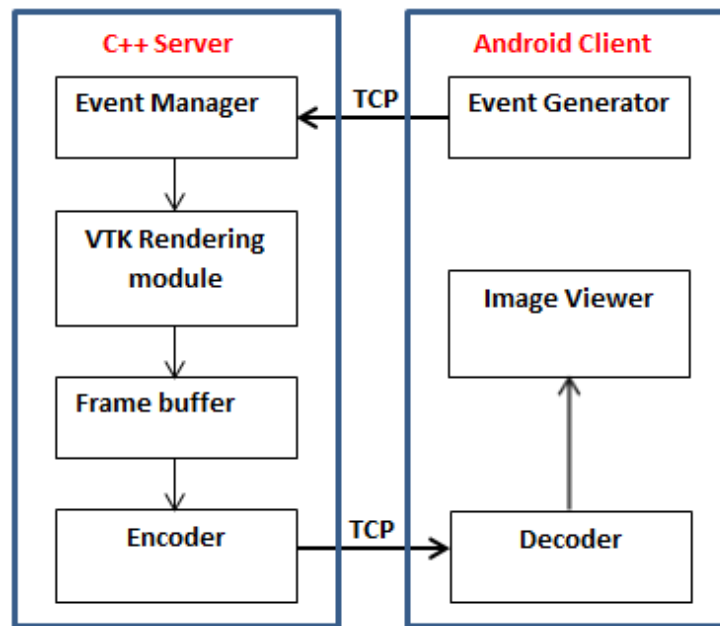 C++ Server
Android Client
Event Manager
TCP
Event Generator
VTK Rendering
module
Image Viewer
Frame buffer
Encoder
TCP
Decoder